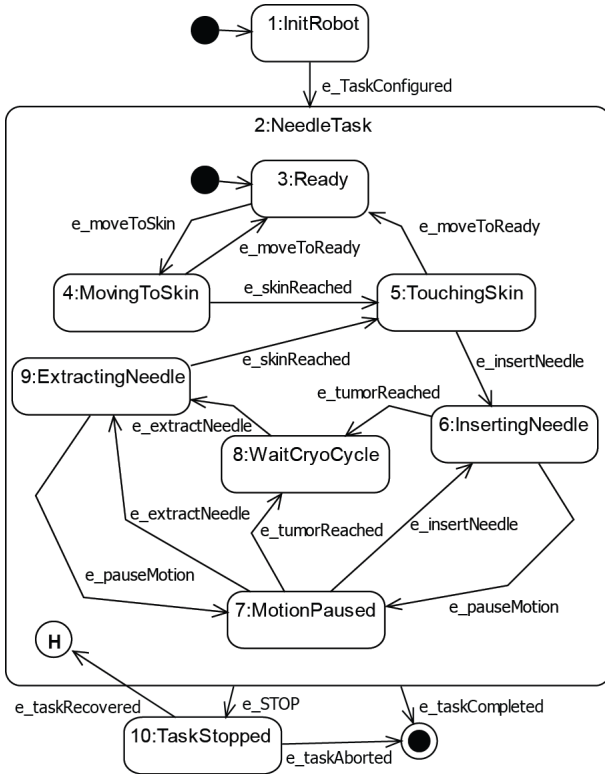 1:InitRobot
e_TaskConfigured
2:NeedleTask
3:Ready
e_moveToSkin
e_moveToReady
e_moveToReady
4:MovingToSkin
e_skinReached
5:TouchingSkin
e_skinReached
e_insertNeedle
9:ExtractingNeedle
e_tumorReached
6:InsertingNeedle
e_extractNeedle
8:WaitCryoCycle
e_extractNeedle
e_tumorReached
e_insertNeedle
e_pauseMotion
e_pauseMotion
7:MotionPaused
H
e_taskRecovered
e_STOP
e_taskCompleted
10:TaskStopped
e_taskAborted